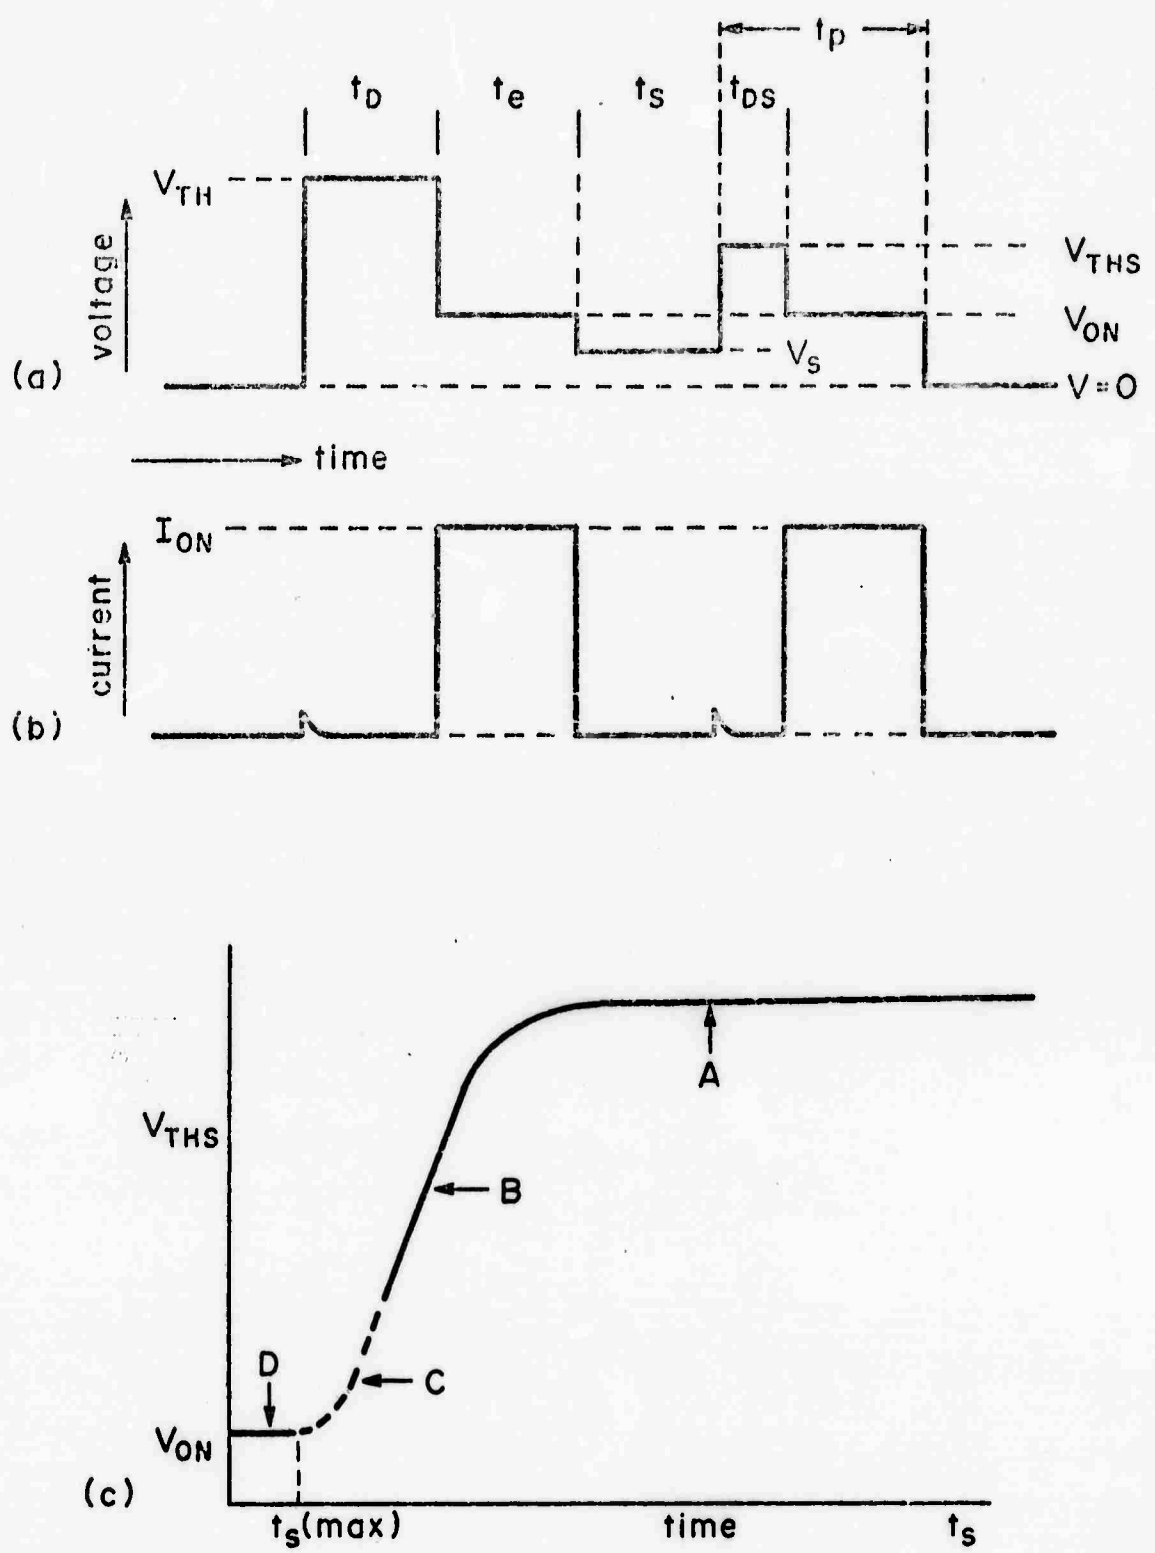 tp
tD te tS tDS
VTH
VTHS
VON
VS
V=0
voltage
(a)
time
ION
current
(b)
A
VTHS
B
D
C
VON
(c)
ts(max) time ts